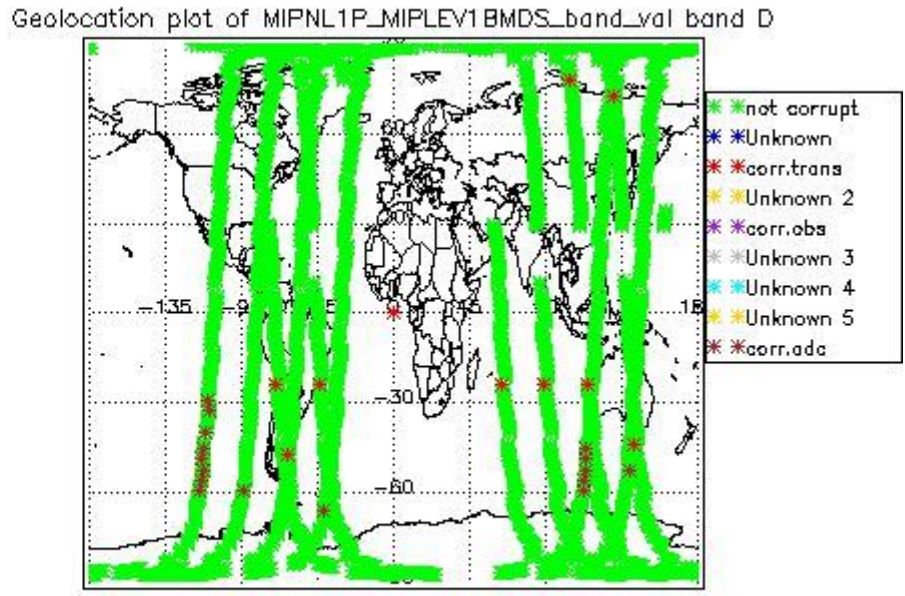 Geolocation plot of MIPNL1P_MIPLEV1BMDS_band_val band D
not corrupt
Unknown
corr.trans
Unknown 2
corr.obs
Unknown 3
Unknown 4
Unknown 5
corr.adc
-135
-30
-60